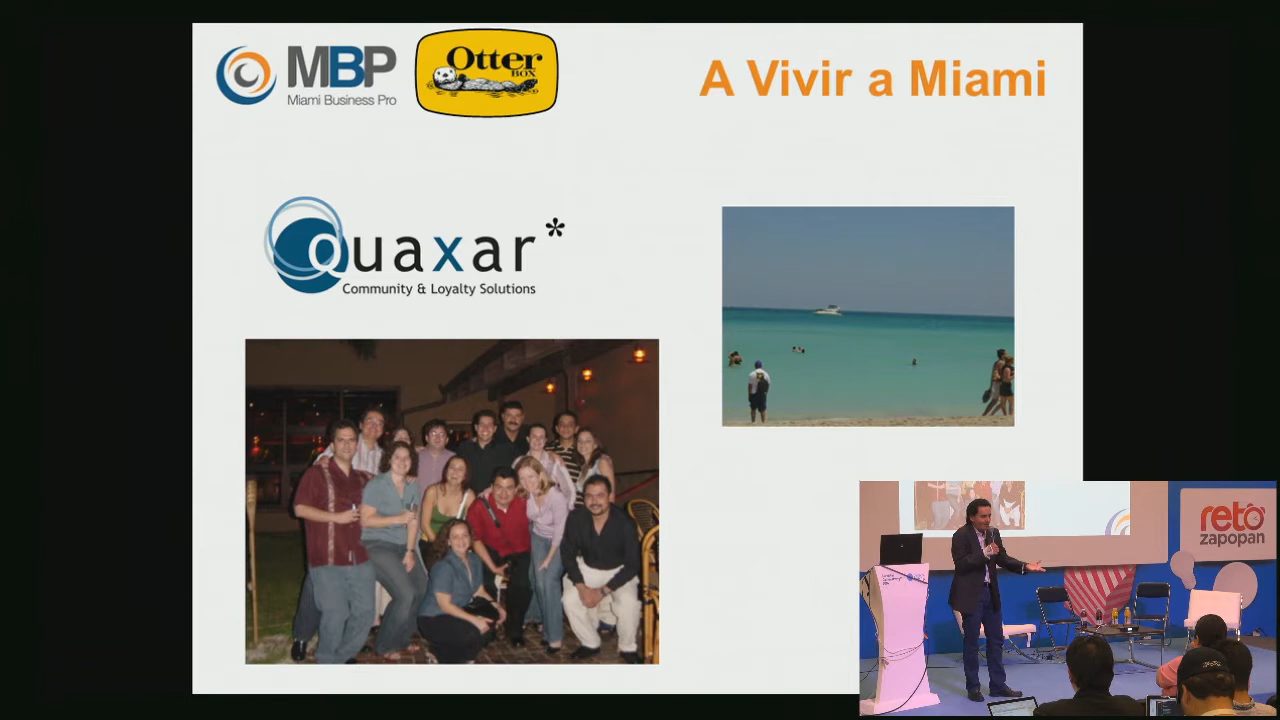 MBP
Miami Business Pro
Otter
BOX
A Vivir a Miami
Quaxar*
Community & Loyalty Solutions
reto
zapopan